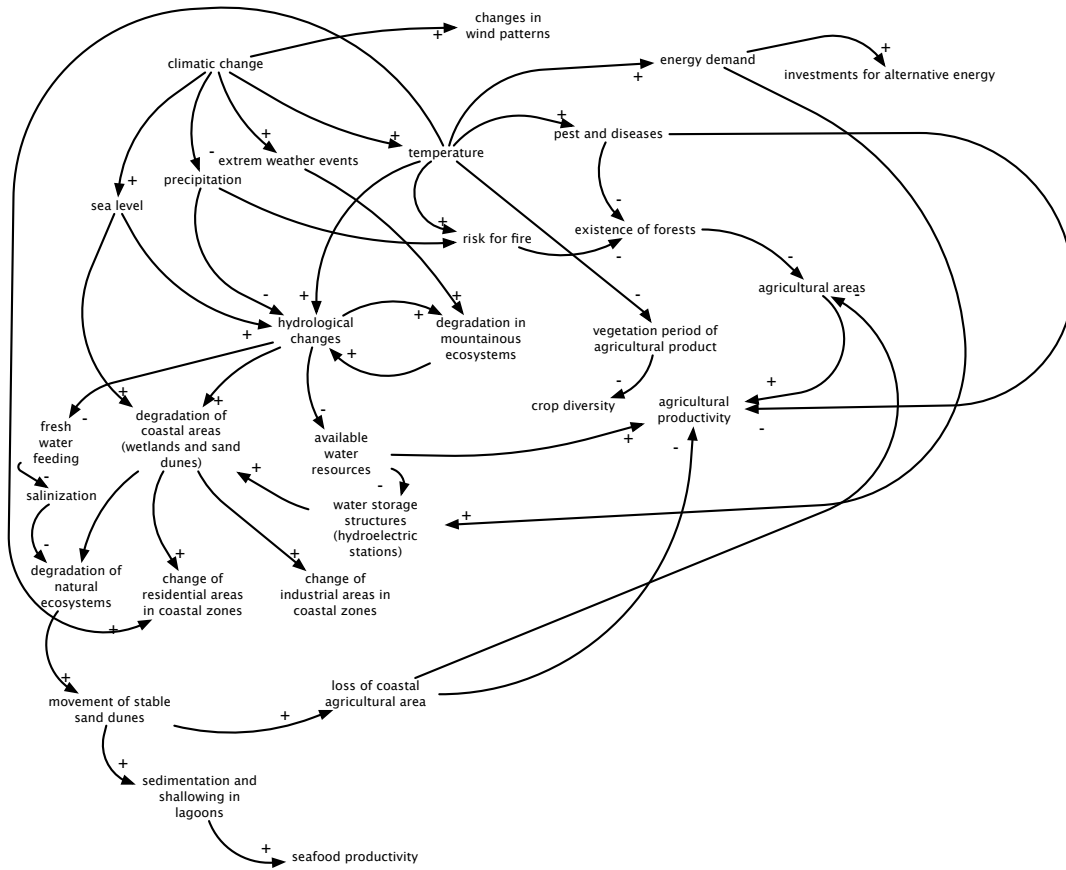 changes in
wind patterns
climatic change
+
energy demand
+
investments for alternative energy
+
+
pest and diseases
+
+
temperature
-
extrem weather events
precipitation
+
sea level
-
existence of forests
+
risk for fire
-
-
agricultural areas
-
+
-
+
-
+
hydrological
changes
+
+
degradation in
mountainous
ecosystems
vegetation period of
agricultural product
+
+
-
crop diversity
+
agricultural
productivity
-
+
+
-
degradation of
coastal areas
(wetlands and sand
dunes)
fresh
water
feeding
-
available
water
resources
+
-
-
salinization
+
-
water storage
structures
(hydroelectric
stations)
+
-
degradation of
natural
ecosystems
+
change of
residential areas
in coastal zones
+
change of
industrial areas in
coastal zones
+
+
movement of stable
sand dunes
+
loss of coastal
agricultural area
+
sedimentation and
shallowing in
lagoons
+
seafood productivity